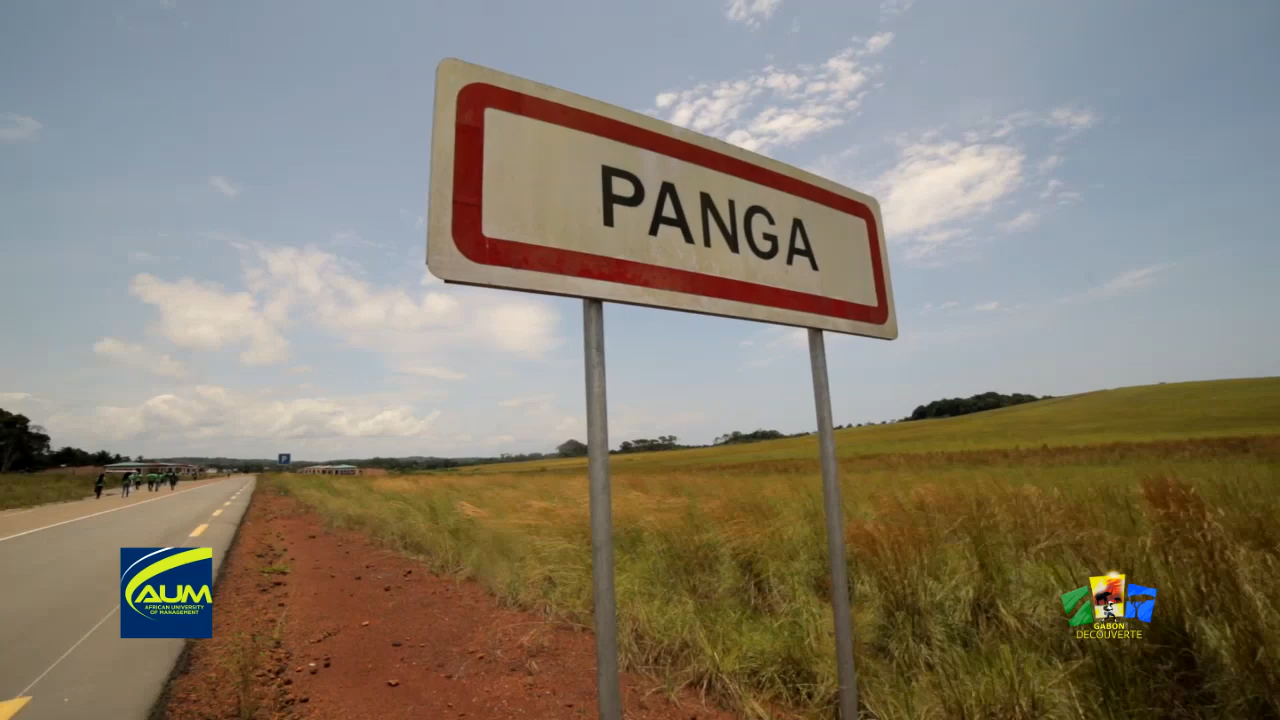 PANGA
P
AUM
AFRICAN UNIVERSITY
OF MANAGEMENT
GABON
DECOUVERTE